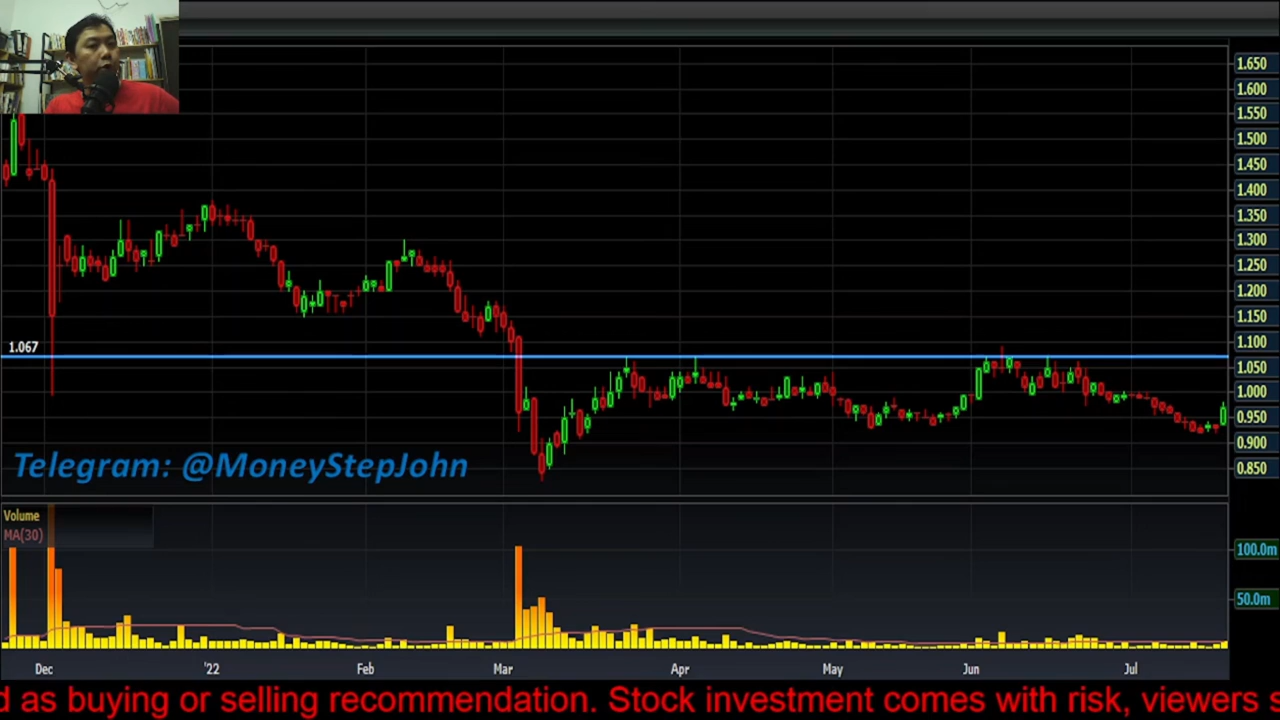 1.650
1.600
1.550
1.500
1.450
1.400
1.350
1.300
1.250
1.200
1.150
1.067
1.100
1.050
1.000
0.950
0.900
0.850
Telegram: @MoneyStepJohn
Volume
MA(30)
100.0m
50.0m
Dec '22 Feb Mar Apr May Jun Jul
d as buying or selling recommendation. Stock investment comes with risk, viewers s